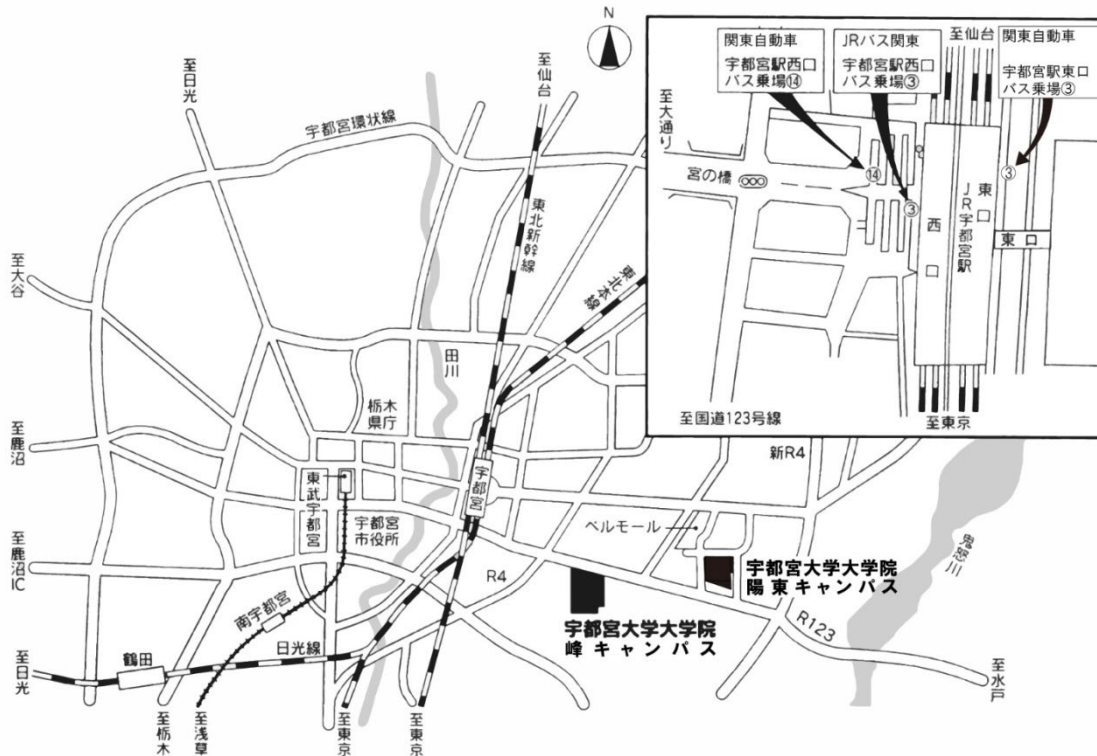 N
至仙台
至日光
宇都宮環状線
東北新幹線
東北本線
至大谷
田川
栃木
県庁
至鹿沼
東武宇都宮
宇都宮
市役所
宇都宮
至鹿沼IC
R4
南宇都宮
日光線
鶴田
至日光
至栃木
至浅草
至東京
至東京
新R4
ベルモール
宇都宮大学大学院
陽東キャンパス
宇都宮大学大学院
峰キャンパス
R123
鬼怒川
至水戸
関東自動車
宇都宮駅西口
バス乗場⑭
JRバス関東
宇都宮駅西口
バス乗場③
至仙台
関東自動車
宇都宮駅東口
バス乗場③
至大通り
宮の橋
⑭
③
③
西口
東口
JR宇都宮駅
東口
至国道123号線
至東京